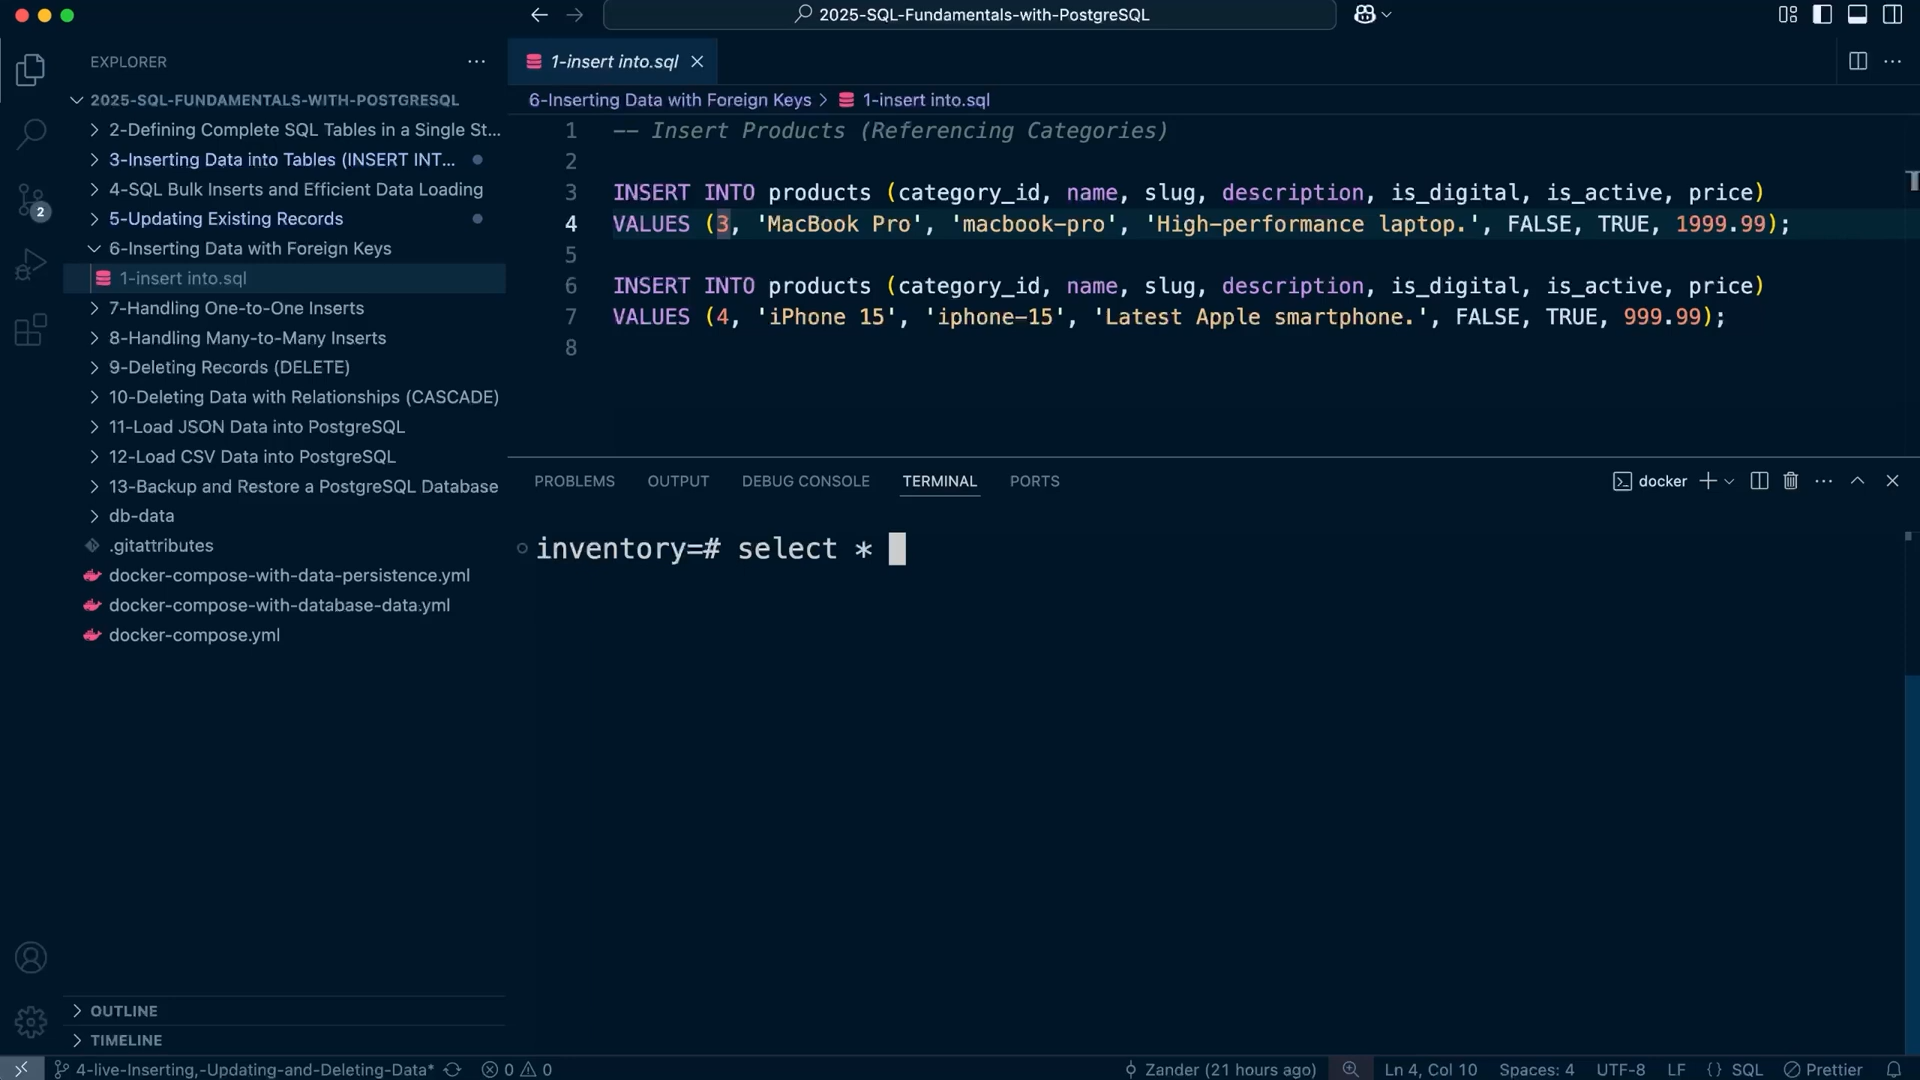 2025-SQL-Fundamentals-with-PostgreSQL
EXPLORER
2025-SQL-FUNDAMENTALS-WITH-POSTGRESQL
2-Defining Complete SQL Tables in a Single St...
3-Inserting Data into Tables (INSERT INT...
4-SQL Bulk Inserts and Efficient Data Loading
2
5-Updating Existing Records
6-Inserting Data with Foreign Keys
1-insert into.sql
7-Handling One-to-One Inserts
8-Handling Many-to-Many Inserts
9-Deleting Records (DELETE)
10-Deleting Data with Relationships (CASCADE)
11-Load JSON Data into PostgreSQL
12-Load CSV Data into PostgreSQL
13-Backup and Restore a PostgreSQL Database
db-data
.gitattributes
docker-compose-with-data-persistence.yml
docker-compose-with-database-data.yml
docker-compose.yml
OUTLINE
TIMELINE
1-insert into.sql
6-Inserting Data with Foreign Keys > 1-insert into.sql
1 -- Insert Products (Referencing Categories)
2
3 INSERT INTO products (category_id, name, slug, description, is_digital, is_active, price)
4 VALUES (3, 'MacBook Pro', 'macbook-pro', 'High-performance laptop.', FALSE, TRUE, 1999.99);
5
6 INSERT INTO products (category_id, name, slug, description, is_digital, is_active, price)
7 VALUES (4, 'iPhone 15', 'iphone-15', 'Latest Apple smartphone.', FALSE, TRUE, 999.99);
8
PROBLEMS OUTPUT DEBUG CONSOLE TERMINAL PORTS docker
inventory=# select *
4-live-Inserting,-Updating-and-Deleting-Data* 0 0 Zander (21 hours ago) Ln 4, Col 10 Spaces: 4 UTF-8 LF {} SQL Prettier